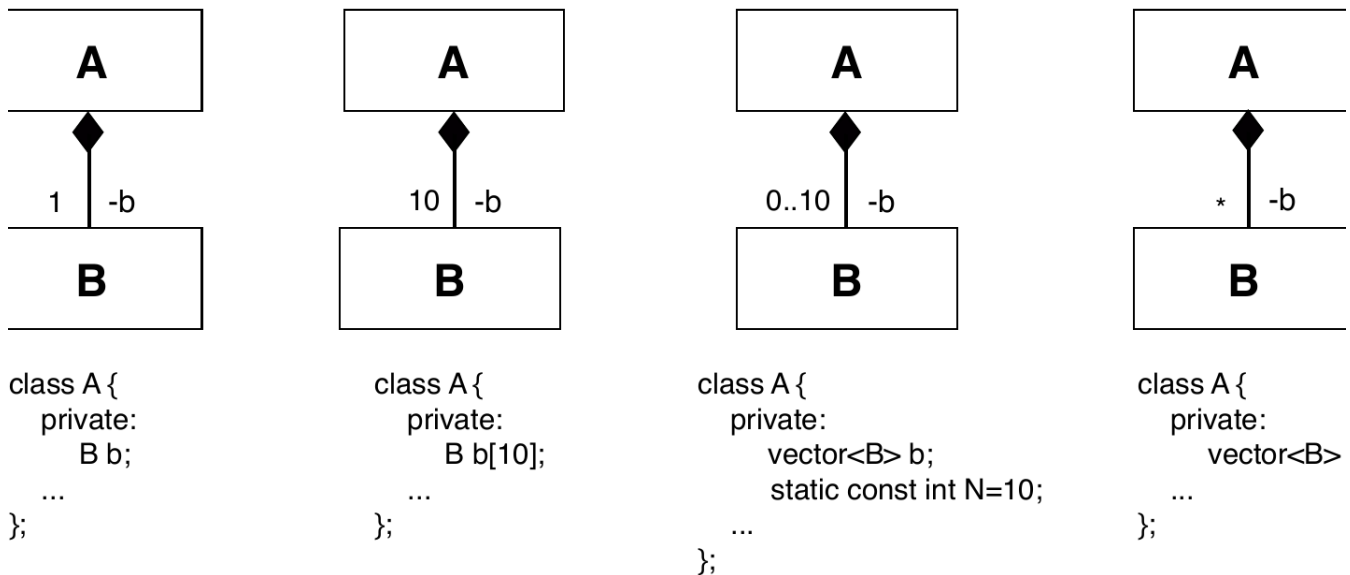 A
1 -b
B
class A {
private:
B b;
...
};
A
10 -b
B
class A {
private:
B b[10];
...
};
A
0..10 -b
B
class A {
private:
vector<B> b;
static const int N=10;
...
};
A
* -b
B
class A {
private:
vector<B>
...
};